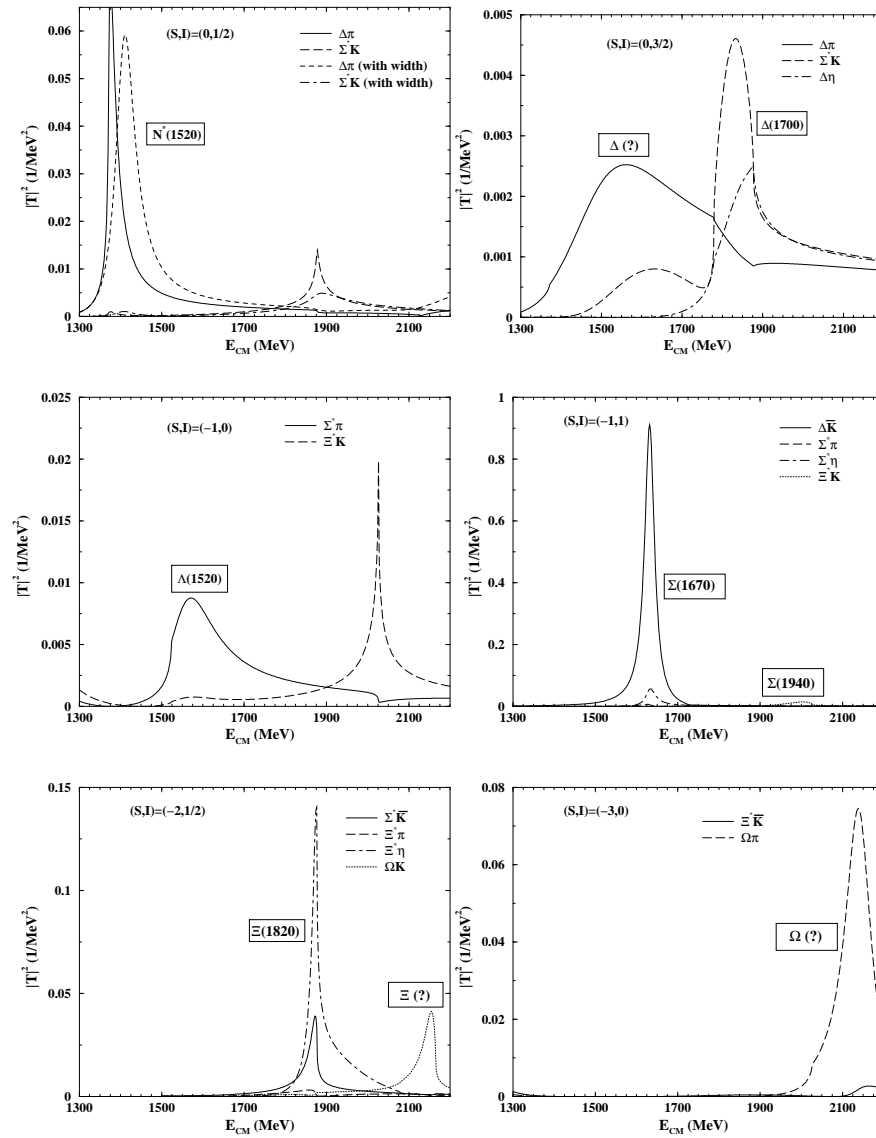 (S,I)=(0,1/2)
Δπ
Σ*K
Δπ (with width)
Σ*K (with width)
N*(1520)
|T|² (1/MeV²)
0.06
0.05
0.04
0.03
0.02
0.01
0
1300 1500 1700 1900 2100
E_CM (MeV)
(S,I)=(0,3/2)
Δπ
Σ*K
Δη
Δ (?)
Δ(1700)
|T|² (1/MeV²)
0.005
0.004
0.003
0.002
0.001
0
1300 1500 1700 1900 2100
E_CM (MeV)
(S,I)=(−1,0)
Σ*π
Ξ*K
Λ(1520)
|T|² (1/MeV²)
0.025
0.02
0.015
0.01
0.005
0
1300 1500 1700 1900 2100
E_CM (MeV)
(S,I)=(−1,1)
ΔK̅
Σ*π
Σ*η
Ξ*K
Σ(1670)
Σ(1940)
|T|² (1/MeV²)
1
0.8
0.6
0.4
0.2
0
1300 1500 1700 1900 2100
E_CM (MeV)
(S,I)=(−2,1/2)
Σ*K̅
Ξ*π
Ξ*η
ΩK
Ξ(1820)
Ξ (?)
|T|² (1/MeV²)
0.15
0.1
0.05
0
1300 1500 1700 1900 2100
E_CM (MeV)
(S,I)=(−3,0)
Ξ*K̅
Ωπ
Ω (?)
|T|² (1/MeV²)
0.08
0.06
0.04
0.02
0
1300 1500 1700 1900 2100
E_CM (MeV)